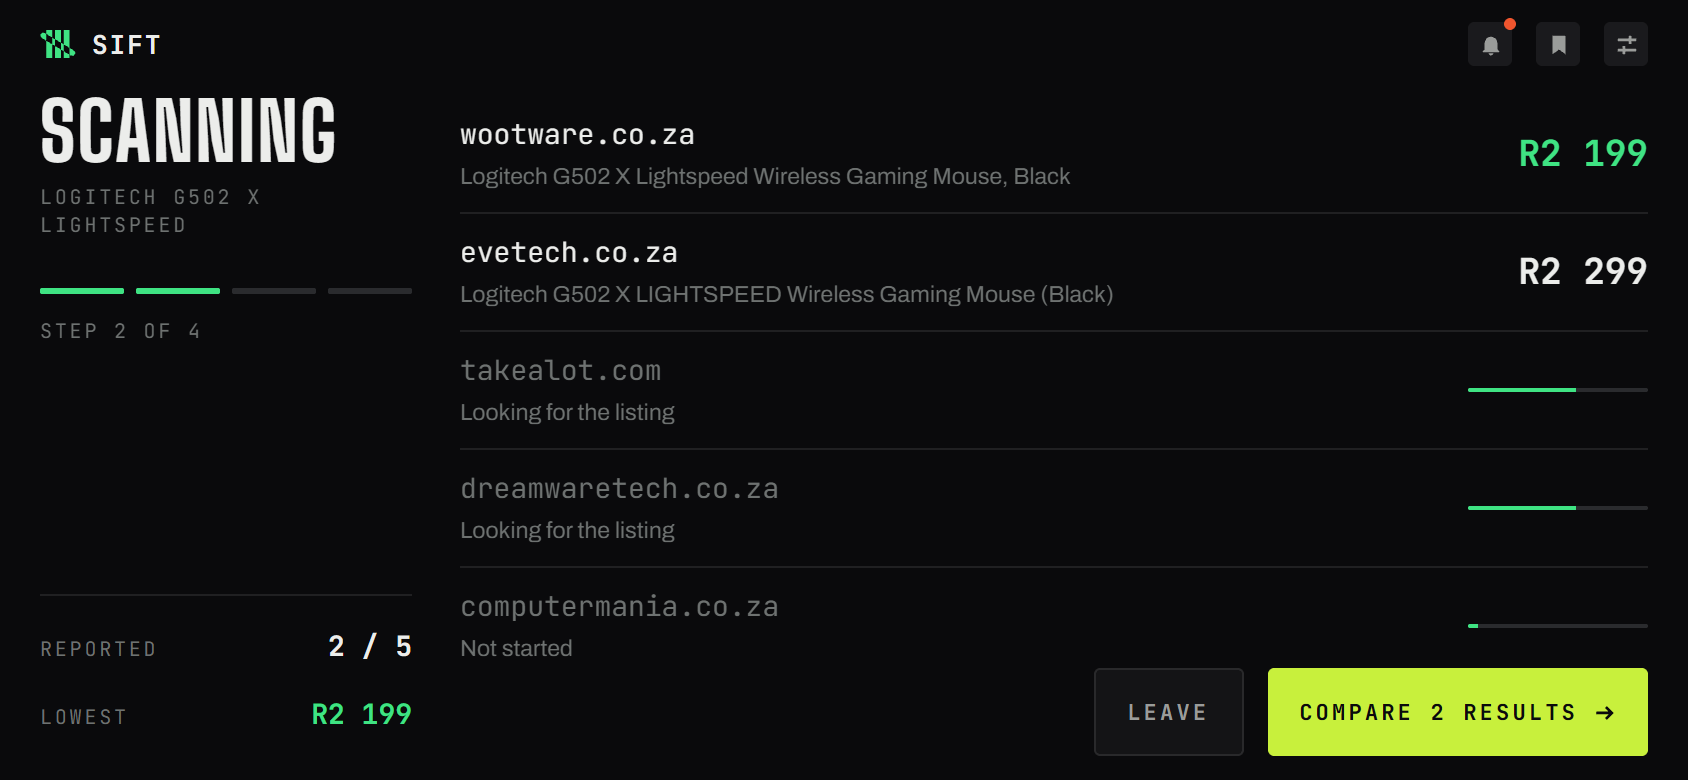 SIFT
SCANNING
LOGITECH G502 X
LIGHTSPEED
STEP 2 OF 4
REPORTED 2 / 5
LOWEST R2 199
wootware.co.za
Logitech G502 X Lightspeed Wireless Gaming Mouse, Black
R2 199
evetech.co.za
Logitech G502 X LIGHTSPEED Wireless Gaming Mouse (Black)
R2 299
takealot.com
Looking for the listing
dreamwaretech.co.za
Looking for the listing
computermania.co.za
Not started
LEAVE
COMPARE 2 RESULTS →